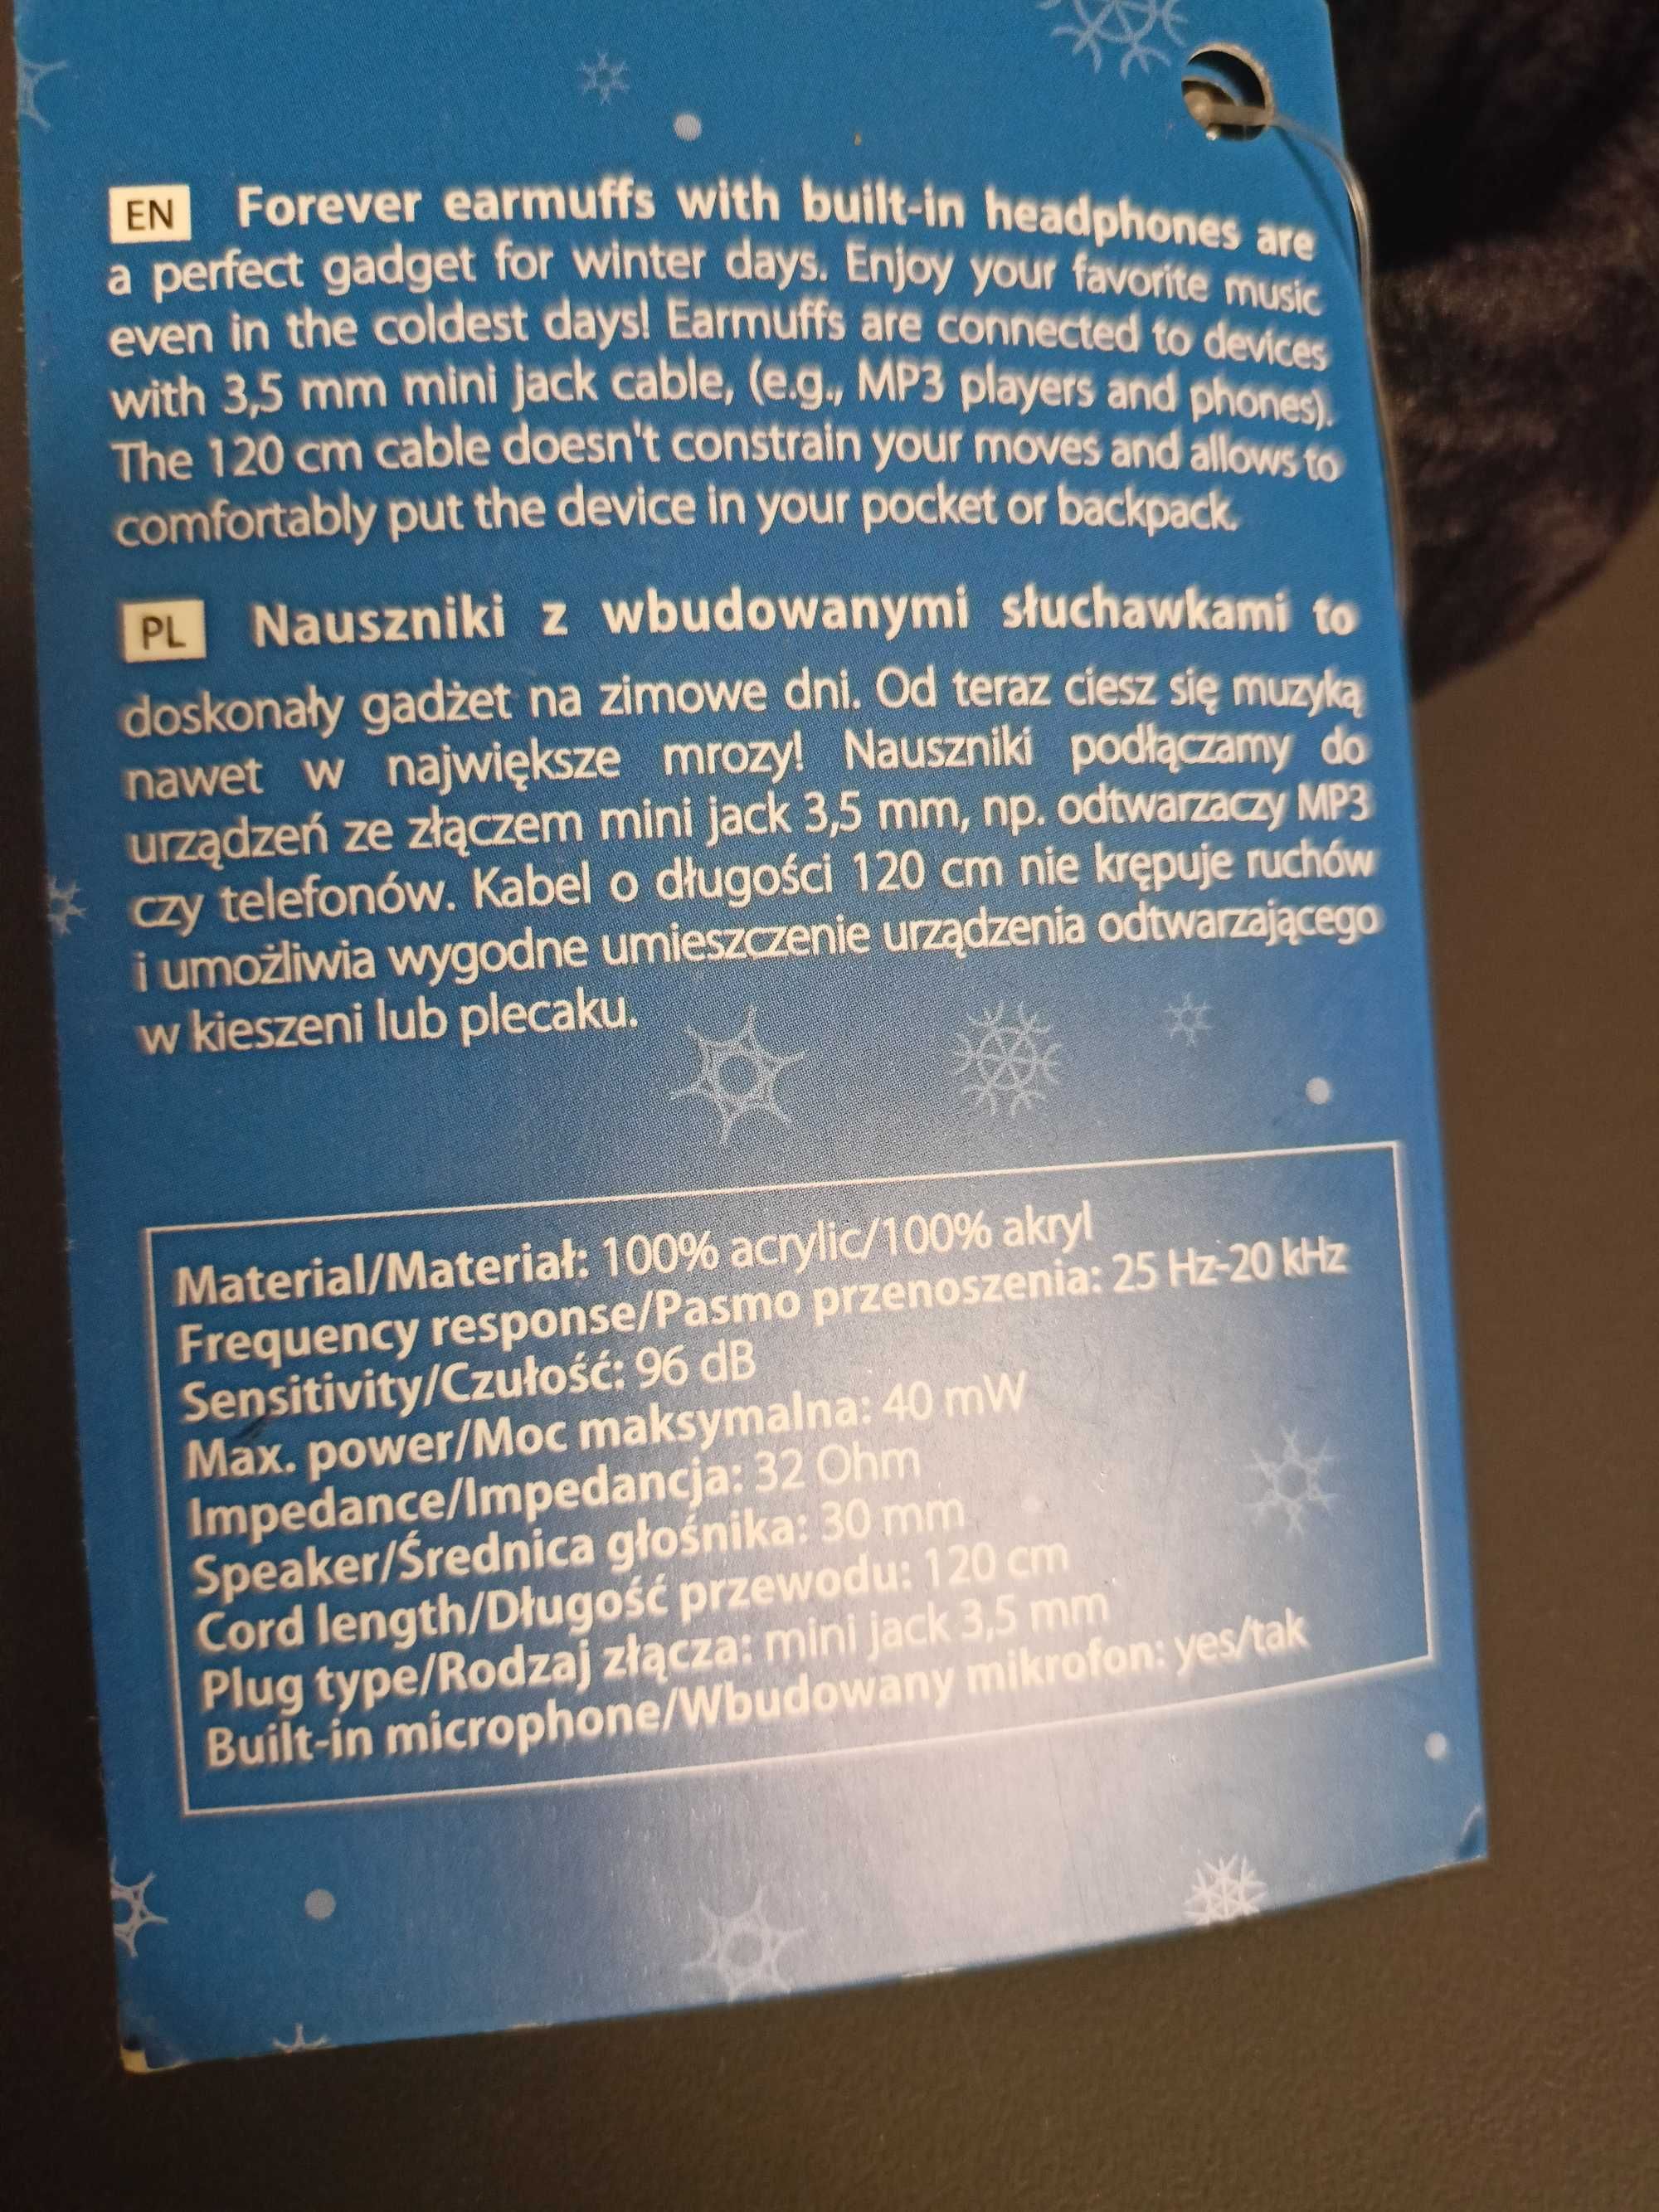 EN Forever earmuffs with built-in headphones are
a perfect gadget for winter days. Enjoy your favorite music
even in the coldest days! Earmuffs are connected to devices
with 3,5 mm mini jack cable, (e.g., MP3 players and phones).
The 120 cm cable doesn't constrain your moves and allows to
comfortably put the device in your pocket or backpack.
PL Nauszniki z wbudowanymi słuchawkami to
doskonały gadżet na zimowe dni. Od teraz ciesz się muzyką
nawet w największe mrozy! Nauszniki podłączamy do
urządzeń ze złączem mini jack 3,5 mm, np. odtwarzaczy MP3
czy telefonów. Kabel o długości 120 cm nie krępuje ruchów
i umożliwia wygodne umieszczenie urządzenia odtwarzającego
w kieszeni lub plecaku.
Material/Materiał: 100% acrylic/100% akryl
Frequency response/Pasmo przenoszenia: 25 Hz-20 kHz
Sensitivity/Czułość: 96 dB
Max. power/Moc maksymalna: 40 mW
Impedance/Impedancja: 32 Ohm
Speaker/Średnica głośnika: 30 mm
Cord length/Długość przewodu: 120 cm
Plug type/Rodzaj złącza: mini jack 3,5 mm
Built-in microphone/Wbudowany mikrofon: yes/tak